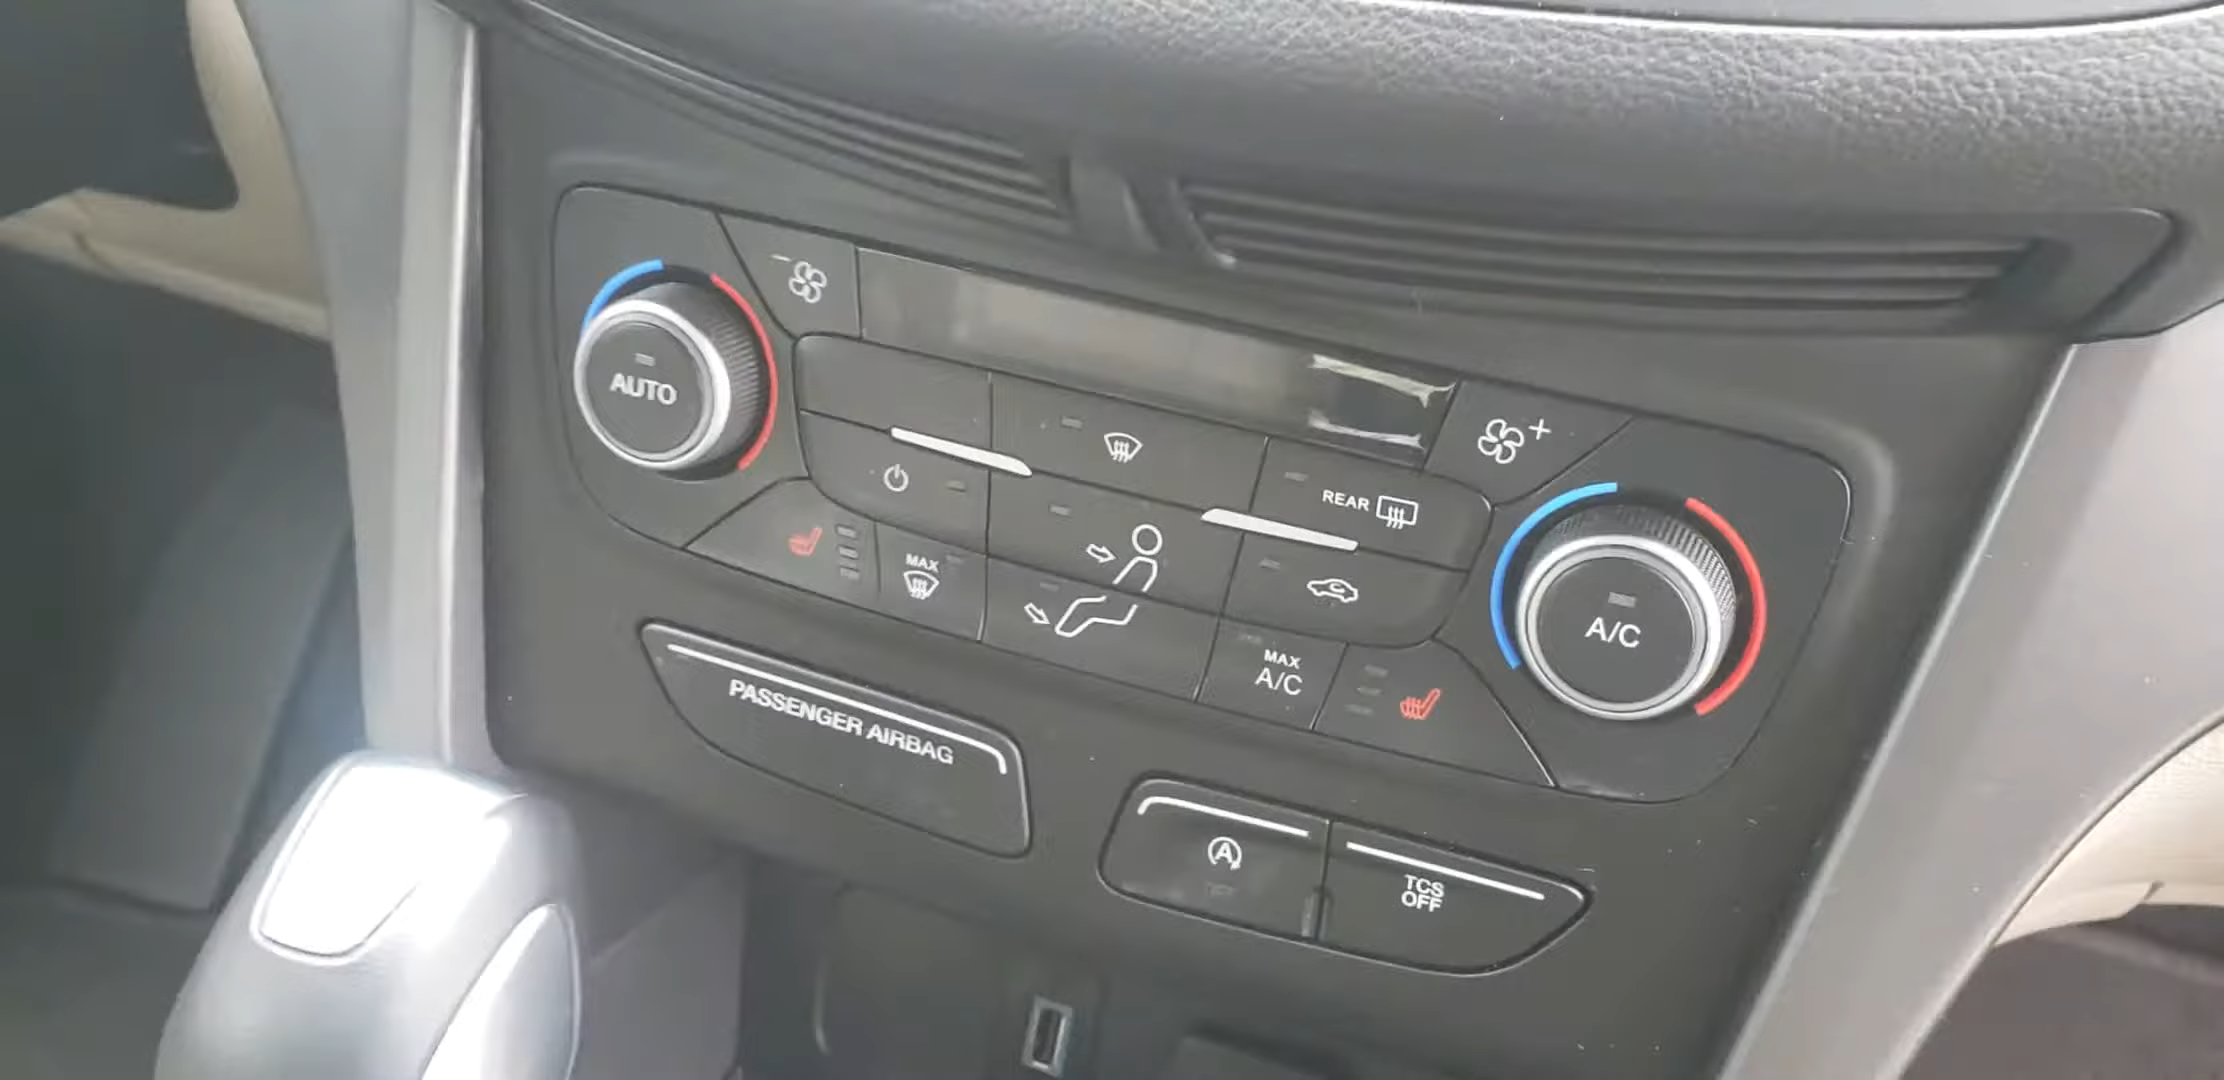 AUTO
REAR
MAX
A/C
MAX
A/C
PASSENGER AIRBAG
A
TCS
OFF